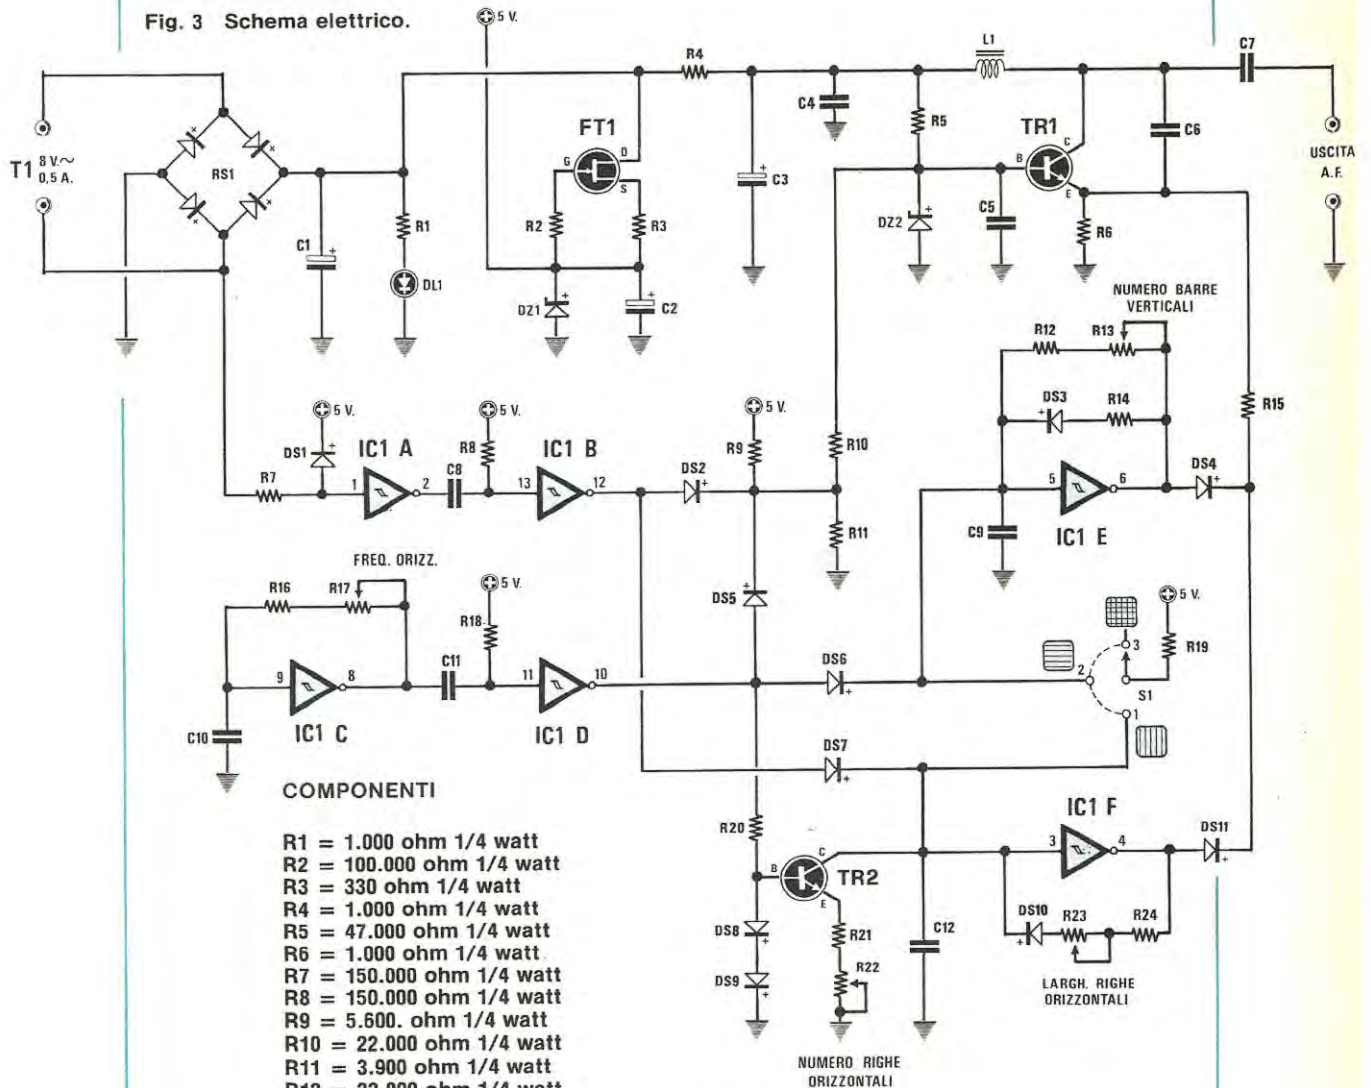 Fig. 3 Schema elettrico.
5 V.
R4
L1
C7
C4
R5
TR1
C6
FT1
G
D
S
B
C
E
T1 8 V.~ 0,5 A.
RS1
C3
USCITA A.F.
R1
R2
R3
DZ2
C5
R6
C1
DL1
DZ1
C2
NUMERO BARRE VERTICALI
R12
R13
5 V.
5 V.
5 V.
DS3
R14
R15
DS1
IC1 A
R8
IC1 B
R9
R10
R7
1
2
C8
13
12
DS2
5
6
DS4
R11
C9
IC1 E
FREQ. ORIZZ.
R16
R17
5 V.
DS5
5 V.
R18
3
R19
DS6
2
S1
9
8
C11
11
10
1
C10
IC1 C
IC1 D
DS7
COMPONENTI
IC1 F
R20
3
4
DS11
B
C
E
TR2
DS10
R23
R24
DS8
R21
C12
DS9
R22
LARGH. RIGHE ORIZZONTALI
NUMERO RIGHE ORIZZONTALI
R1 = 1.000 ohm 1/4 watt
R2 = 100.000 ohm 1/4 watt
R3 = 330 ohm 1/4 watt
R4 = 1.000 ohm 1/4 watt
R5 = 47.000 ohm 1/4 watt
R6 = 1.000 ohm 1/4 watt
R7 = 150.000 ohm 1/4 watt
R8 = 150.000 ohm 1/4 watt
R9 = 5.600. ohm 1/4 watt
R10 = 22.000 ohm 1/4 watt
R11 = 3.900 ohm 1/4 watt